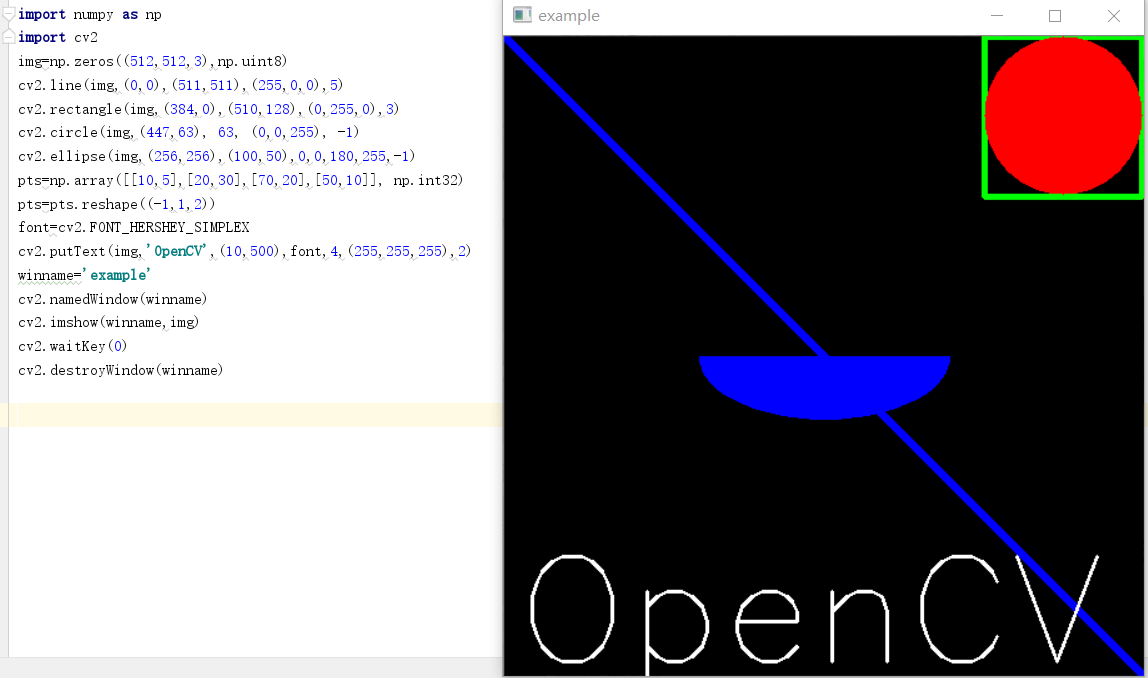 import numpy as np
import cv2
img=np.zeros((512,512,3),np.uint8)
cv2.line(img,(0,0),(511,511),(255,0,0),5)
cv2.rectangle(img,(384,0),(510,128),(0,255,0),3)
cv2.circle(img,(447,63), 63, (0,0,255), -1)
cv2.ellipse(img,(256,256),(100,50),0,0,180,255,-1)
pts=np.array([[10,5],[20,30],[70,20],[50,10]], np.int32)
pts=pts.reshape((-1,1,2))
font=cv2.FONT_HERSHEY_SIMPLEX
cv2.putText(img,'OpenCV',(10,500),font,4,(255,255,255),2)
winname='example'
cv2.namedWindow(winname)
cv2.imshow(winname,img)
cv2.waitKey(0)
cv2.destroyWindow(winname)
example
OpenCV